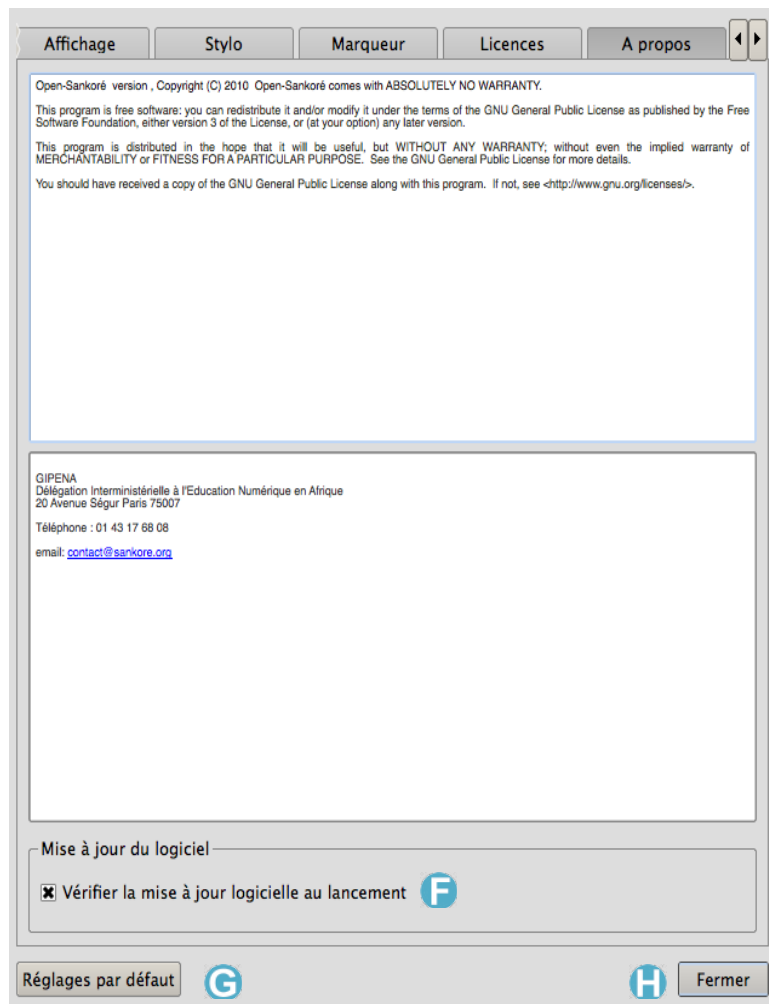 Affichage Stylo Marqueur Licences A propos
Open-Sankoré version , Copyright (C) 2010 Open-Sankoré comes with ABSOLUTELY NO WARRANTY.
This program is free software: you can redistribute it and/or modify it under the terms of the GNU General Public License as published by the Free
Software Foundation, either version 3 of the License, or (at your option) any later version.
This program is distributed in the hope that it will be useful, but WITHOUT ANY WARRANTY; without even the implied warranty of
MERCHANTABILITY or FITNESS FOR A PARTICULAR PURPOSE. See the GNU General Public License for more details.
You should have received a copy of the GNU General Public License along with this program. If not, see <http://www.gnu.org/licenses/>.
GIPENA
Délégation Interministérielle à l'Education Numérique en Afrique
20 Avenue Ségur Paris 75007
Téléphone : 01 43 17 68 08
email: contact@sankore.org
Mise à jour du logiciel
Vérifier la mise à jour logicielle au lancement F
Réglages par défaut G H Fermer